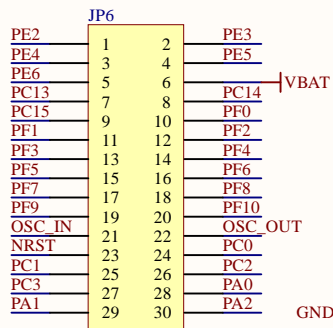 JP6
PE2 1 2 PE3
PE4 3 4 PE5
PE6 5 6 VBAT
PC13 7 8 PC14
PC15 9 10 PF0
PF1 11 12 PF2
PF3 13 14 PF4
PF5 15 16 PF6
PF7 17 18 PF8
PF9 19 20 PF10
OSC_IN 21 22 OSC_OUT
NRST 23 24 PC0
PC1 25 26 PC2
PC3 27 28 PA0
PA1 29 30 PA2 GND